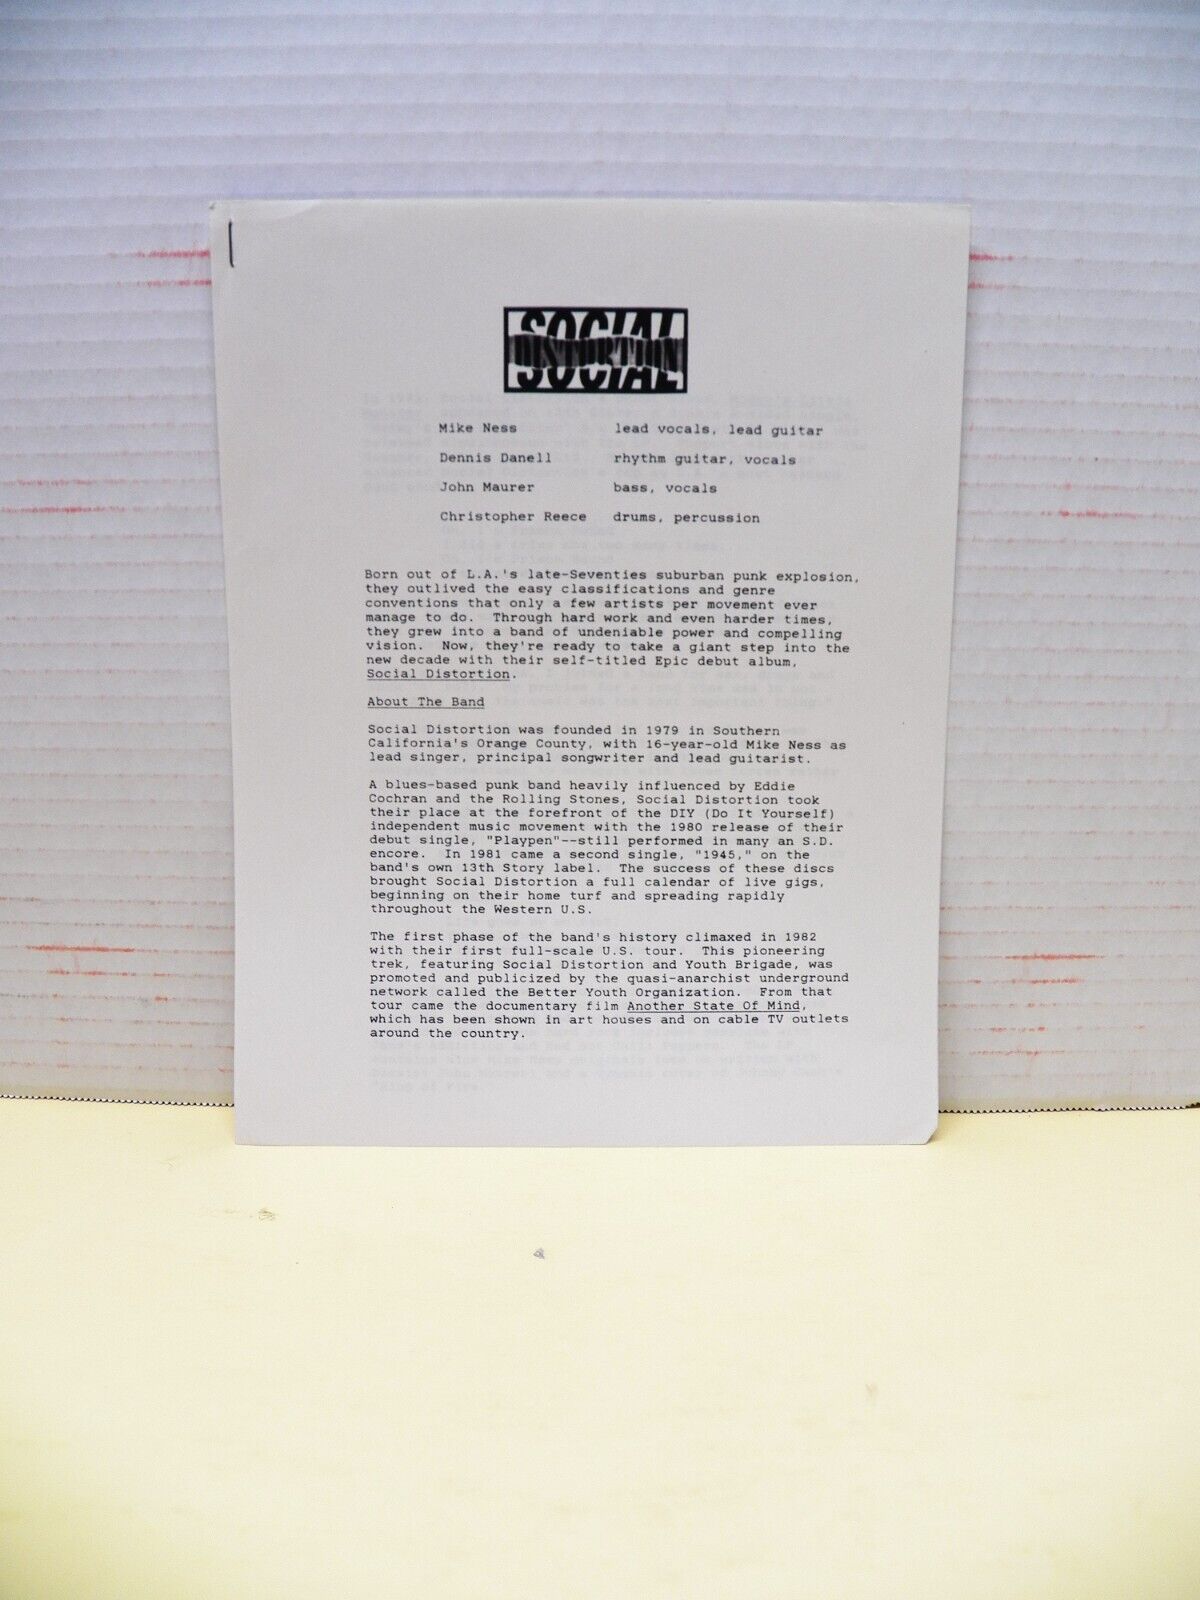 SOCIAL
DISTORTION
Mike Ness lead vocals, lead guitar
Dennis Danell rhythm guitar, vocals
John Maurer bass, vocals
Christopher Reece drums, percussion
Born out of L.A.'s late-Seventies suburban punk explosion,
they outlived the easy classifications and genre
conventions that only a few artists per movement ever
manage to do. Through hard work and even harder times,
they grew into a band of undeniable power and compelling
vision. Now, they're ready to take a giant step into the
new decade with their self-titled Epic debut album,
Social Distortion.
About The Band
Social Distortion was founded in 1979 in Southern
California's Orange County, with 16-year-old Mike Ness as
lead singer, principal songwriter and lead guitarist.
A blues-based punk band heavily influenced by Eddie
Cochran and the Rolling Stones, Social Distortion took
their place at the forefront of the DIY (Do It Yourself)
independent music movement with the 1980 release of their
debut single, "Playpen"--still performed in many an S.D.
encore. In 1981 came a second single, "1945," on the
band's own 13th Story label. The success of these discs
brought Social Distortion a full calendar of live gigs,
beginning on their home turf and spreading rapidly
throughout the Western U.S.
The first phase of the band's history climaxed in 1982
with their first full-scale U.S. tour. This pioneering
trek, featuring Social Distortion and Youth Brigade, was
promoted and publicized by the quasi-anarchist underground
network called the Better Youth Organization. From that
tour came the documentary film Another State Of Mind,
which has been shown in art houses and on cable TV outlets
around the country.